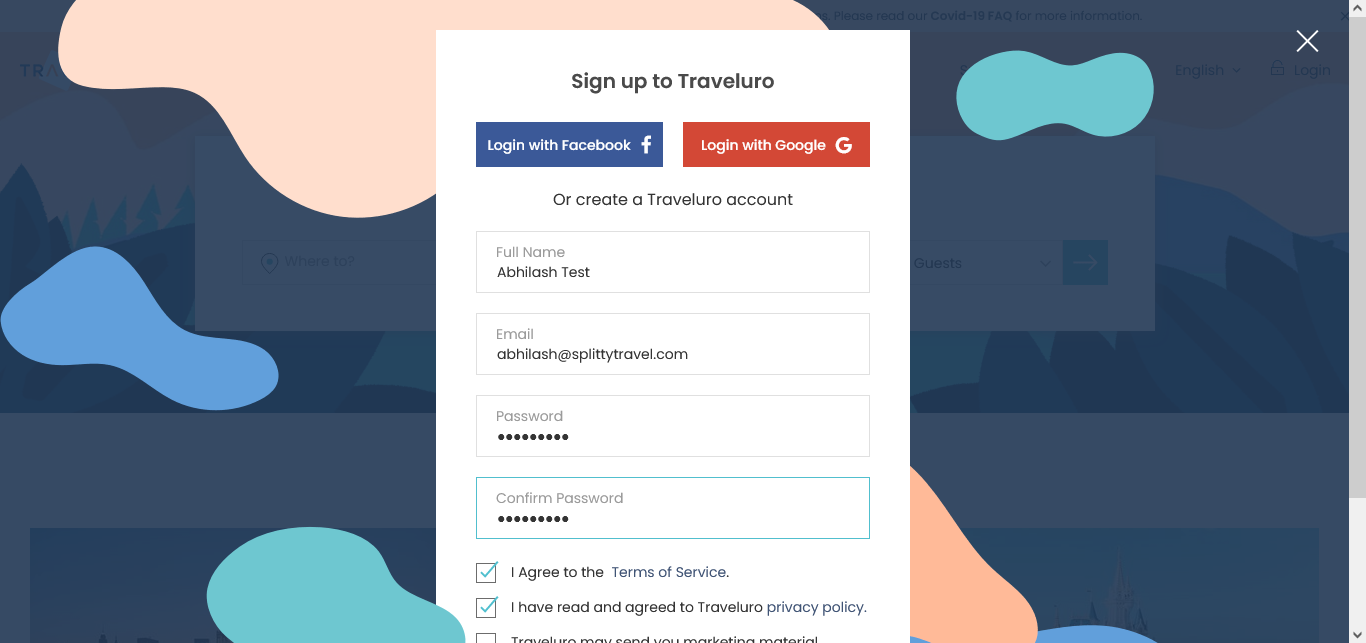 Please read our Covid-19 FAQ for more information.
Sign up to Traveluro
English
Login
Login with Facebook
Login with Google
Or create a Traveluro account
Full Name
Abhilash Test
Where to?
Guests
Email
abhilash@splittytravel.com
Password
•••••••••
Confirm Password
•••••••••
I Agree to the Terms of Service.
I have read and agreed to Traveluro privacy policy.
Traveluro may send you marketing material